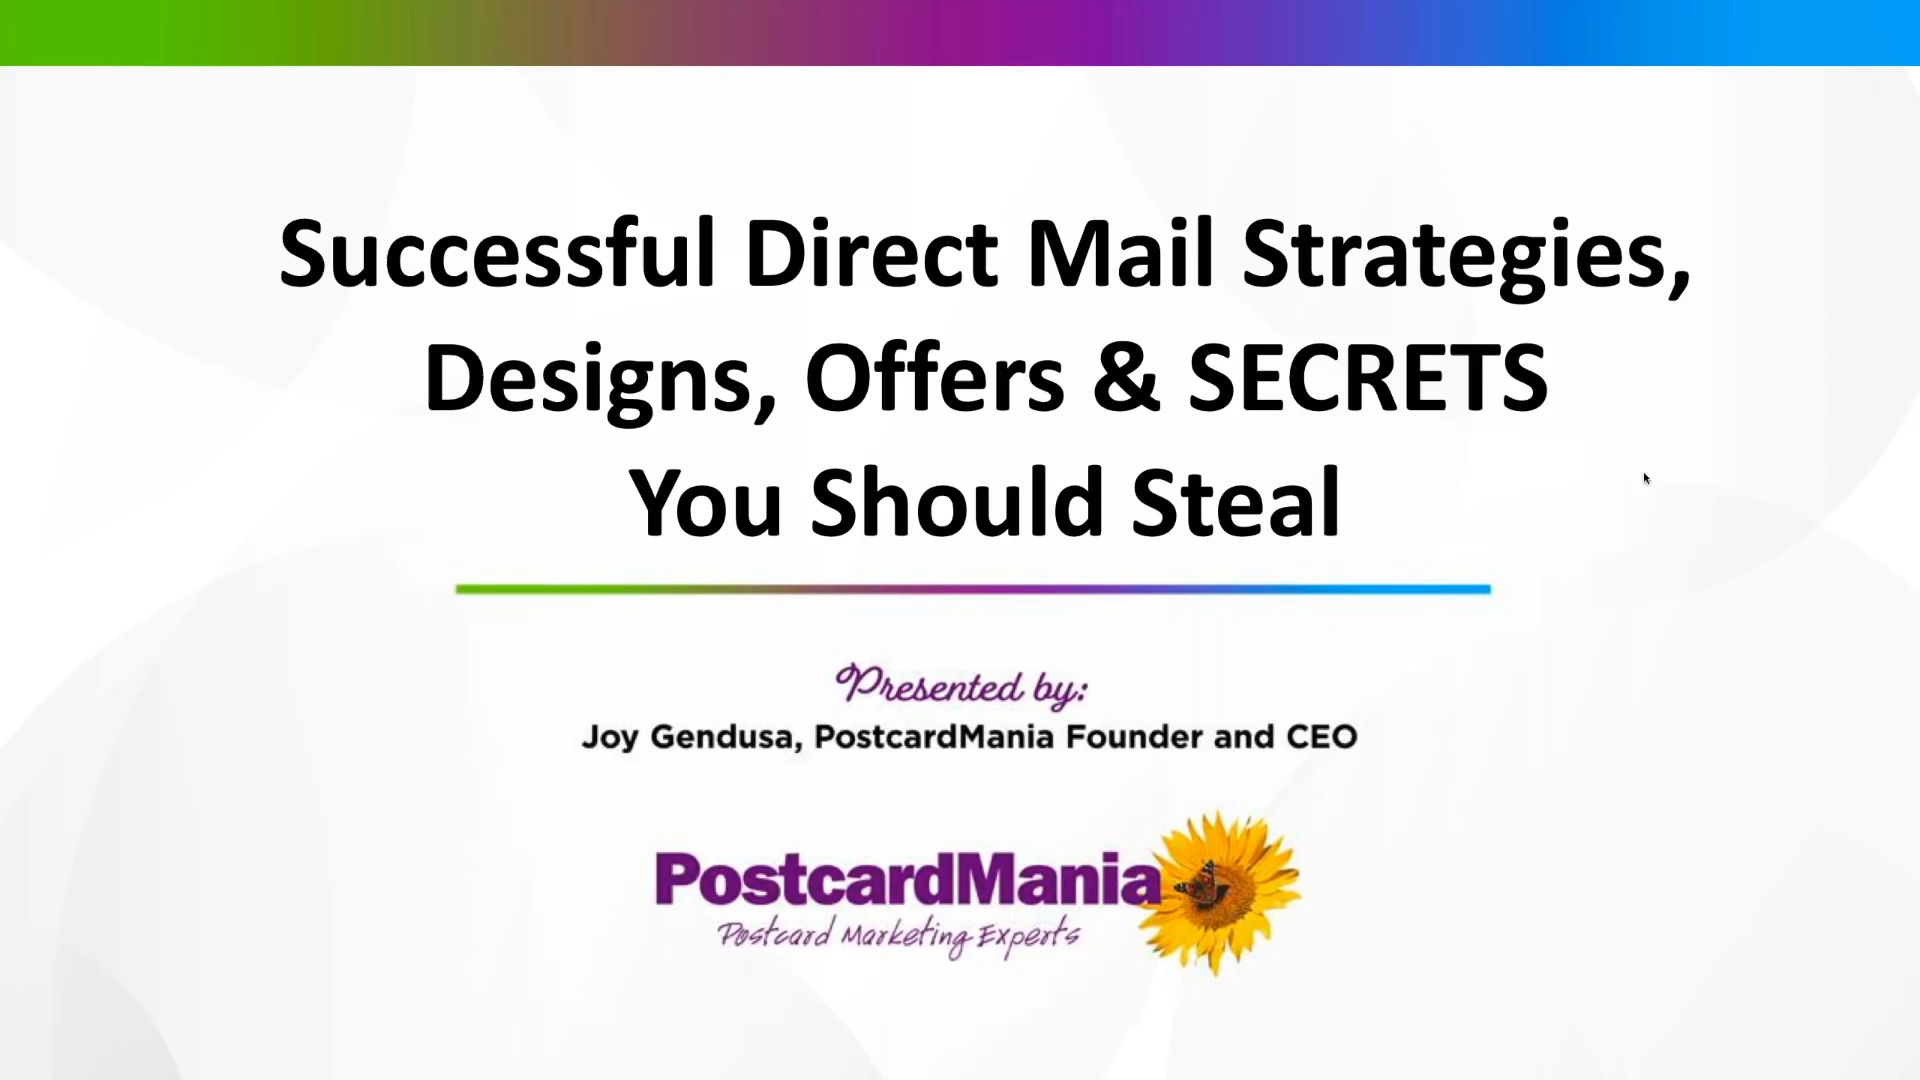 Successful Direct Mail Strategies,
Designs, Offers & SECRETS
You Should Steal
Presented by:
Joy Gendusa, PostcardMania Founder and CEO
PostcardMania
Postcard Marketing Experts